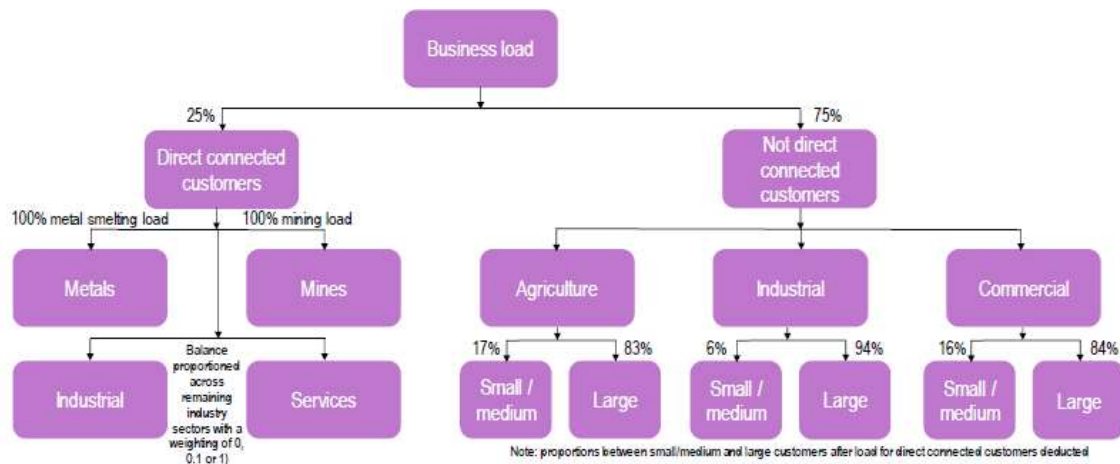 Business load
25%
75%
Direct connected
customers
Not direct
connected
customers
100% metal smelting load
100% mining load
Metals
Mines
Agriculture
Industrial
Commercial
Balance
proportioned
across
remaining
industry
sectors with a
weighting of 0,
0.1 or 1)
Industrial
Services
17%
83%
6%
94%
16%
84%
Small /
medium
Large
Small /
medium
Large
Small /
medium
Large
Note: proportions between small/medium and large customers after load for direct connected customers deducted